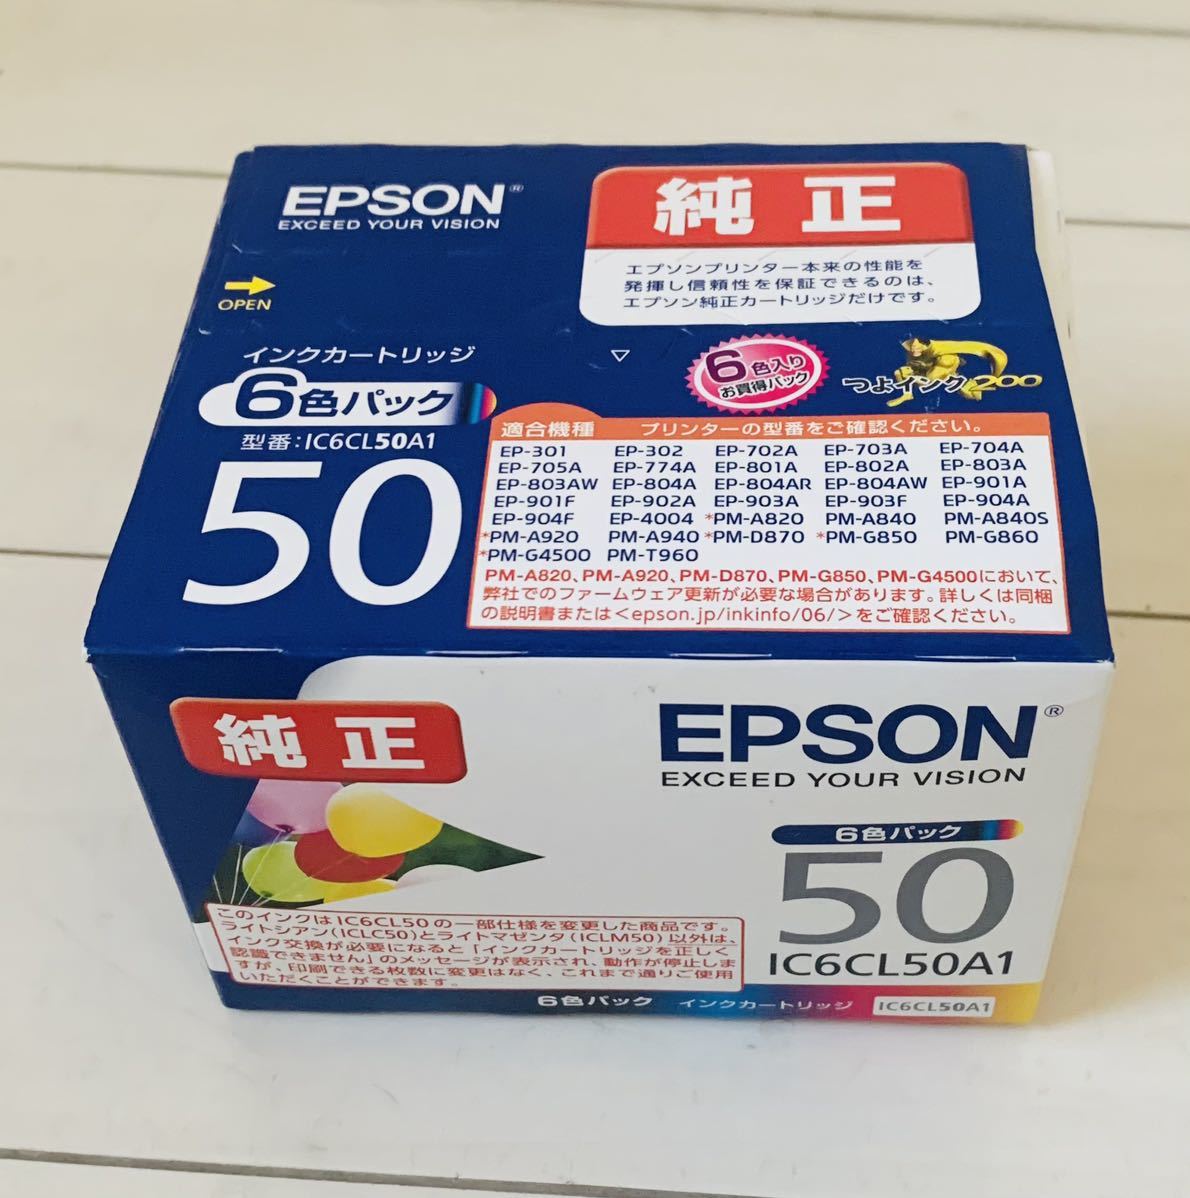 EPSON®
EXCEED YOUR VISION
OPEN
純正
エプソンプリンター本来の性能を
発揮し信頼性を保証できるのは、
エプソン純正カートリッジだけです。
インクカートリッジ
6色パック
型番:IC6CL50A1
50
6色入り
お買得パック
つよインク200
適合機種 プリンターの型番をご確認ください。
EP-301 EP-302 EP-702A EP-703A EP-704A
EP-705A EP-774A EP-801A EP-802A EP-803A
EP-803AW EP-804A EP-804AR EP-804AW EP-901A
EP-901F EP-902A EP-903A EP-903F EP-904A
EP-904F EP-4004 *PM-A820 PM-A840 PM-A840S
*PM-A920 PM-A940 *PM-D870 *PM-G850 PM-G860
*PM-G4500 PM-T960
PM-A820、PM-A920、PM-D870、PM-G850、PM-G4500において、
弊社でのファームウェア更新が必要な場合があります。詳しくは同梱
の説明書または<epson.jp/inkinfo/06/>をご確認ください。
純正
EPSON®
EXCEED YOUR VISION
6色パック
50
IC6CL50A1
このインクはIC6CL50の一部仕様を変更した商品です。
ライトシアン(ICLC50)とライトマゼンタ(ICLM50)以外は、
インク交換が必要になると「インクカートリッジを正しく
認識できません」のメッセージが表示され、動作が停止しま
すが、印刷できる枚数に変更はなく、これまで通りご使用
いただくことができます。
6色パック インクカートリッジ IC6CL50A1